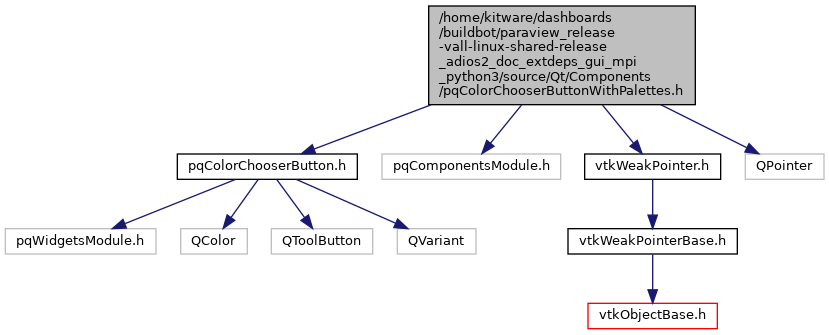 /home/kitware/dashboards
/buildbot/paraview_release
-vall-linux-shared-release
_adios2_doc_extdeps_gui_mpi
_python3/source/Qt/Components
/pqColorChooserButtonWithPalettes.h
pqColorChooserButton.h
pqComponentsModule.h
vtkWeakPointer.h
QPointer
pqWidgetsModule.h
QColor
QToolButton
QVariant
vtkWeakPointerBase.h
vtkObjectBase.h